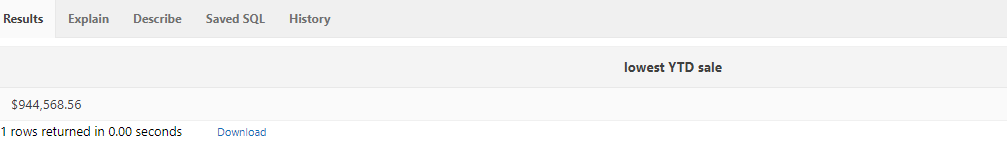 Results Explain Describe Saved SQL History
lowest YTD sale
$944,568.56
1 rows returned in 0.00 seconds Download